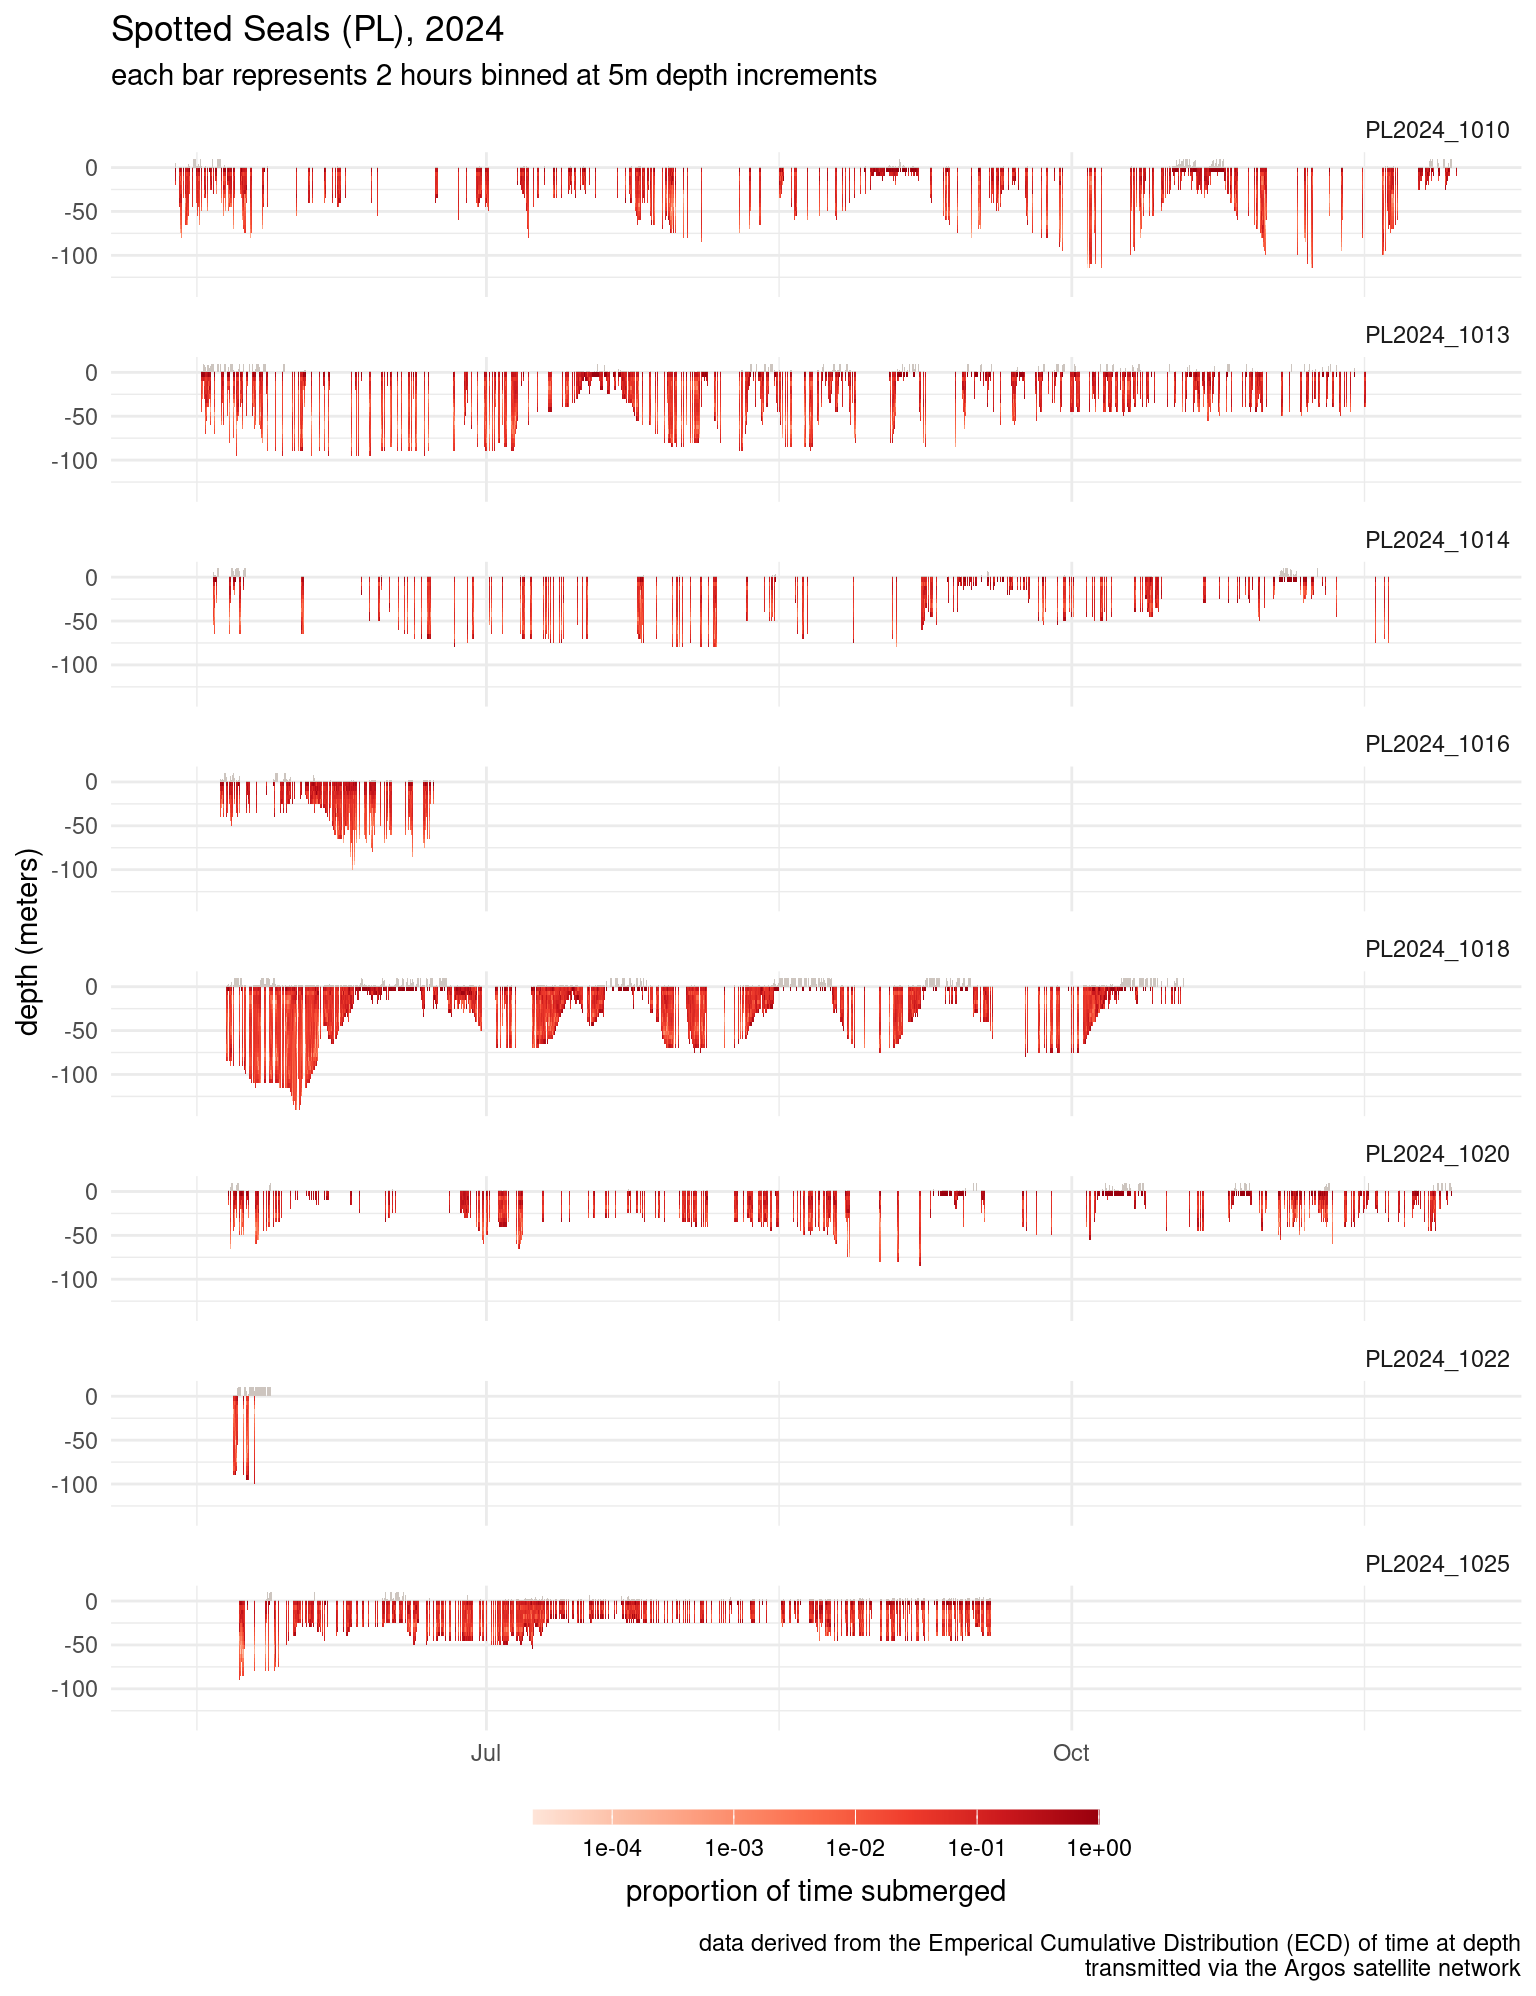 Spotted Seals (PL), 2024
each bar represents 2 hours binned at 5m depth increments
PL2024_1010
0
-50
-100
PL2024_1013
0
-50
-100
PL2024_1014
0
-50
-100
PL2024_1016
0
-50
-100
depth (meters)
PL2024_1018
0
-50
-100
PL2024_1020
0
-50
-100
PL2024_1022
0
-50
-100
PL2024_1025
0
-50
-100
Jul Oct
1e-04 1e-03 1e-02 1e-01 1e+00
proportion of time submerged
data derived from the Emperical Cumulative Distribution (ECD) of time at depth
transmitted via the Argos satellite network